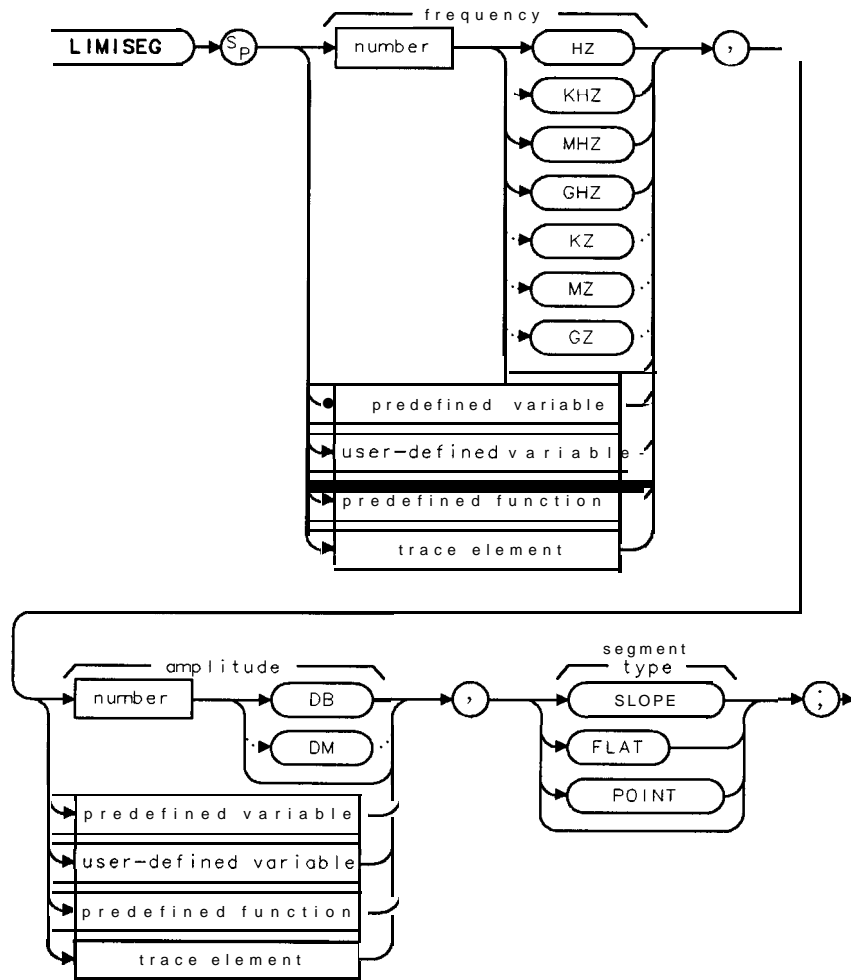 frequency
LIMISEG SP number HZ ,
KHZ
MHZ
GHZ
KZ
MZ
GZ
predefined variable
user-defined variable
predefined function
trace element
amplitude
segment
type
number DB , SLOPE ;
DM FLAT
POINT
predefined variable
user-defined variable
predefined function
trace element